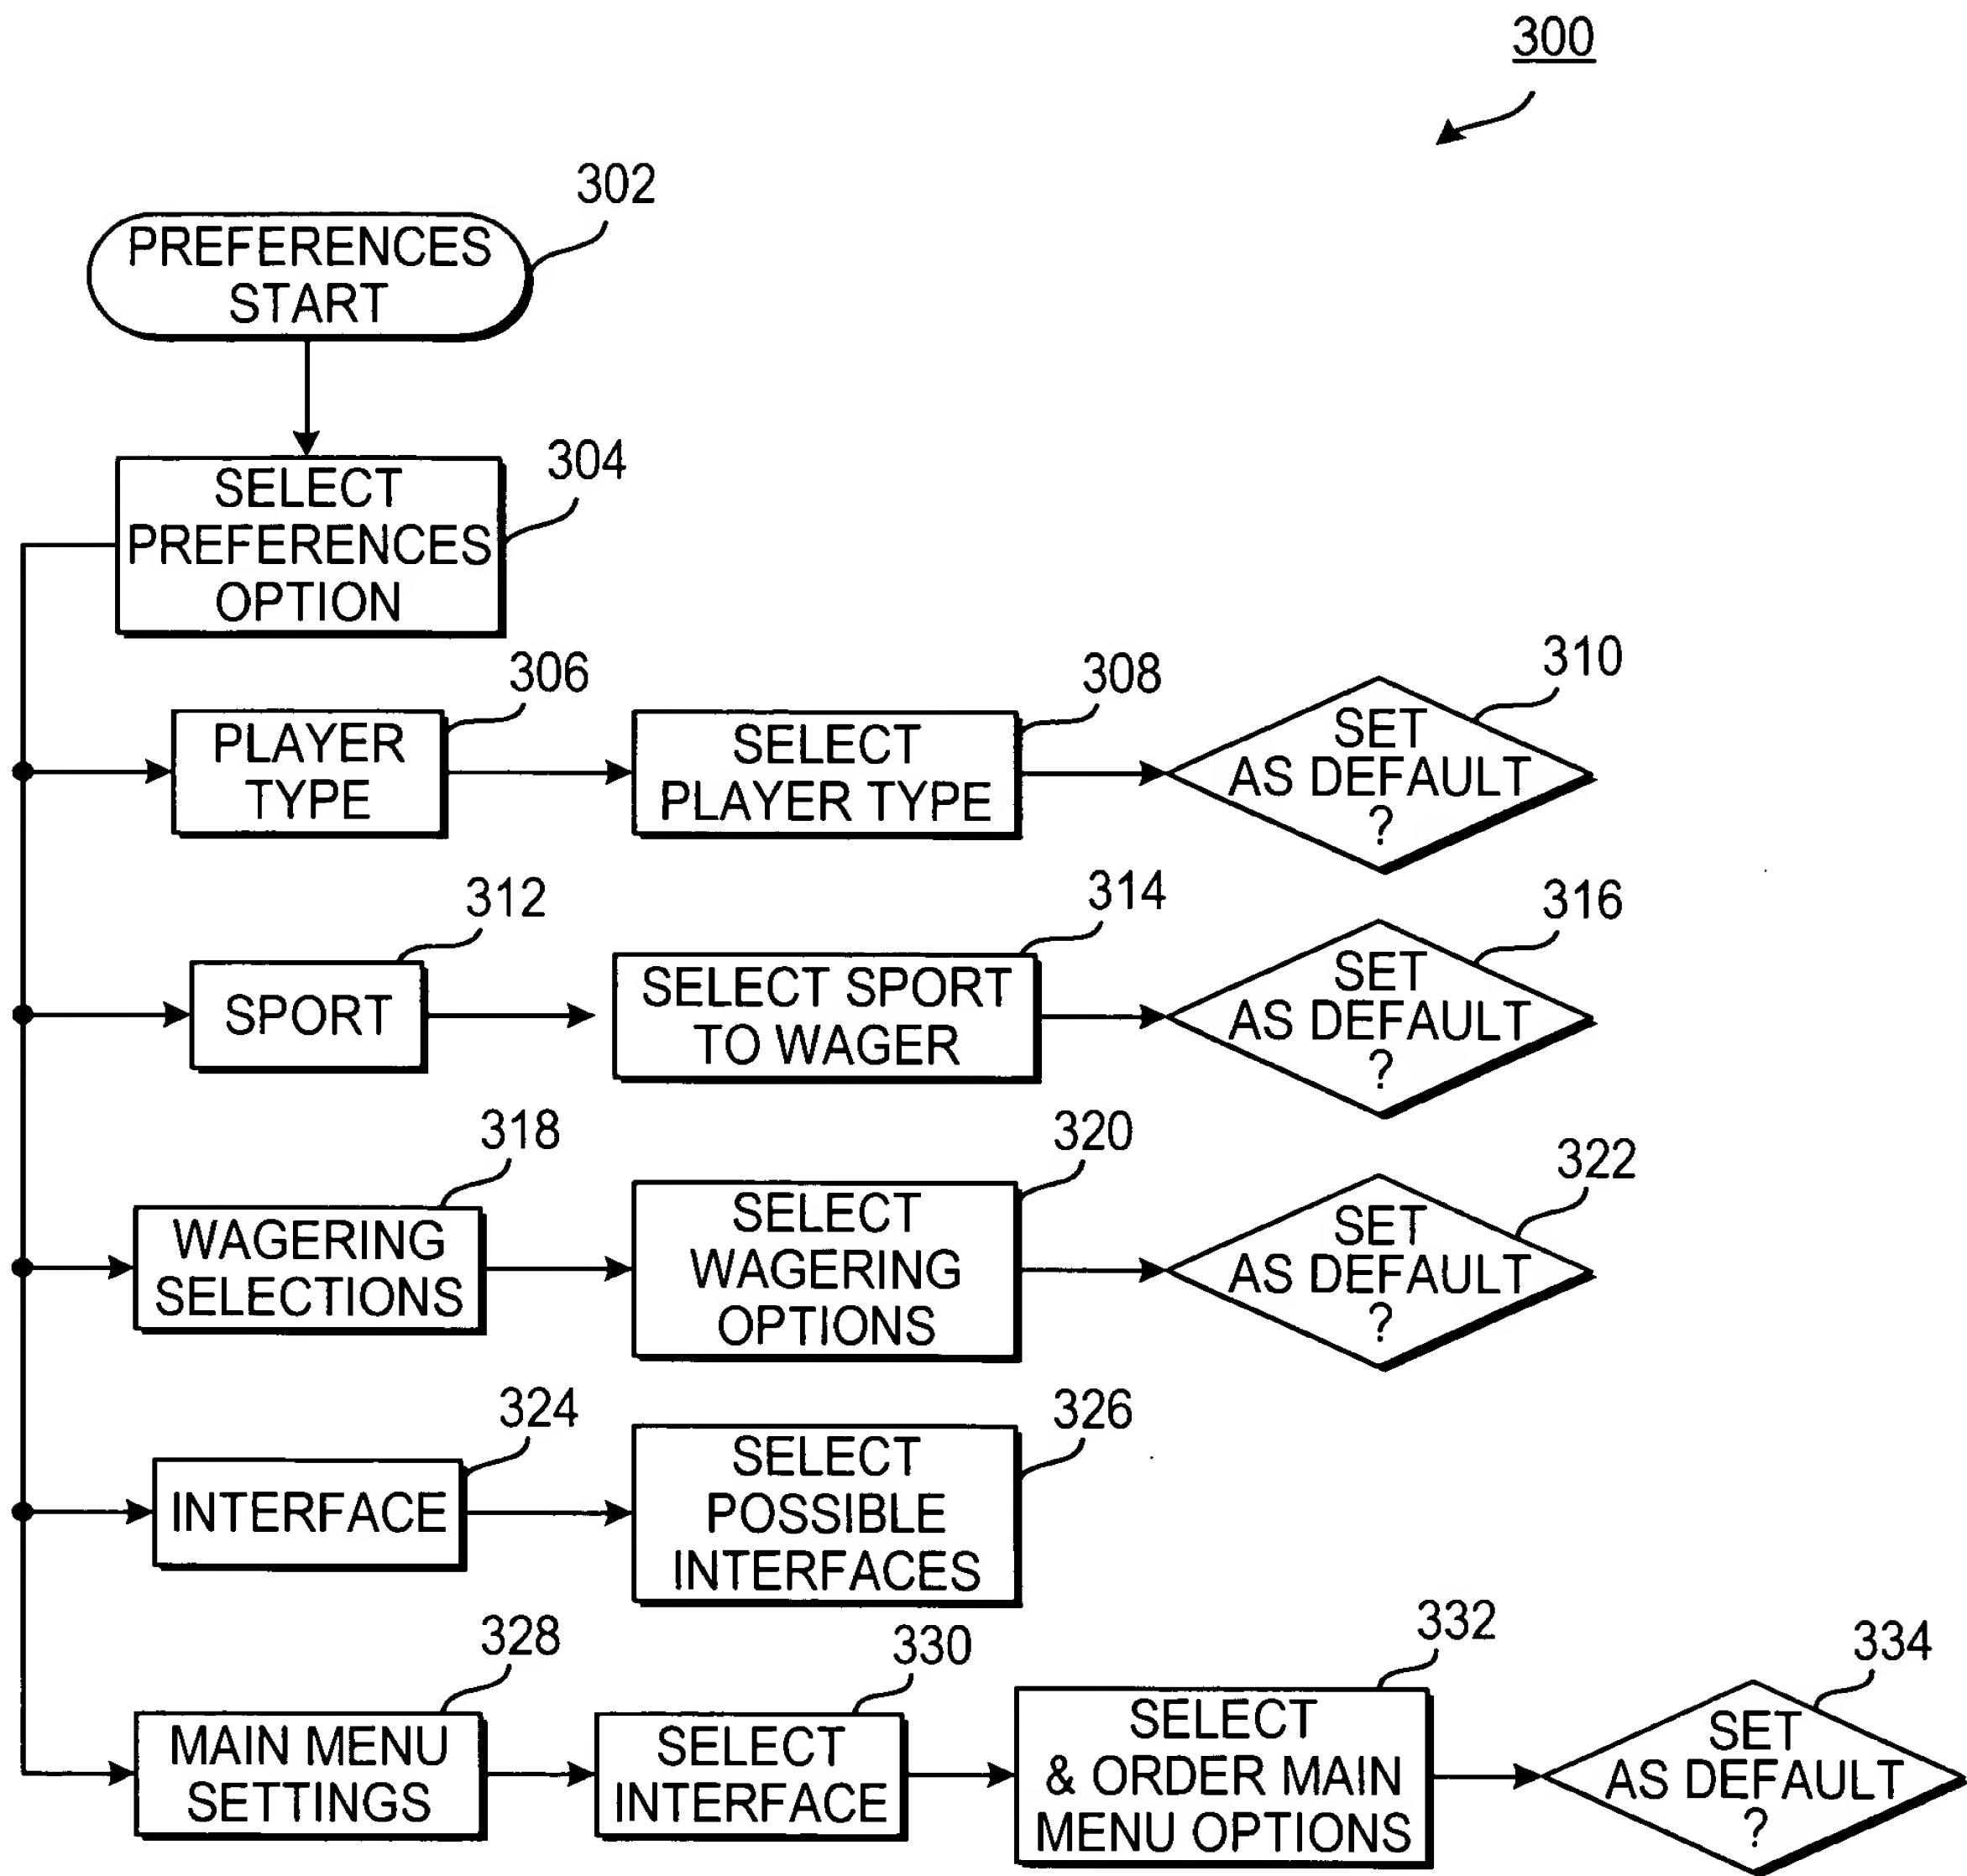 300
302
PREFERENCES
START
304
SELECT
PREFERENCES
OPTION
306
PLAYER
TYPE
308
SELECT
PLAYER TYPE
310
SET
AS DEFAULT
?
312
SPORT
314
SELECT SPORT
TO WAGER
316
SET
AS DEFAULT
?
318
WAGERING
SELECTIONS
320
SELECT
WAGERING
OPTIONS
322
SET
AS DEFAULT
?
324
INTERFACE
326
SELECT
POSSIBLE
INTERFACES
328
MAIN MENU
SETTINGS
330
SELECT
INTERFACE
332
SELECT
& ORDER MAIN
MENU OPTIONS
334
SET
AS DEFAULT
?